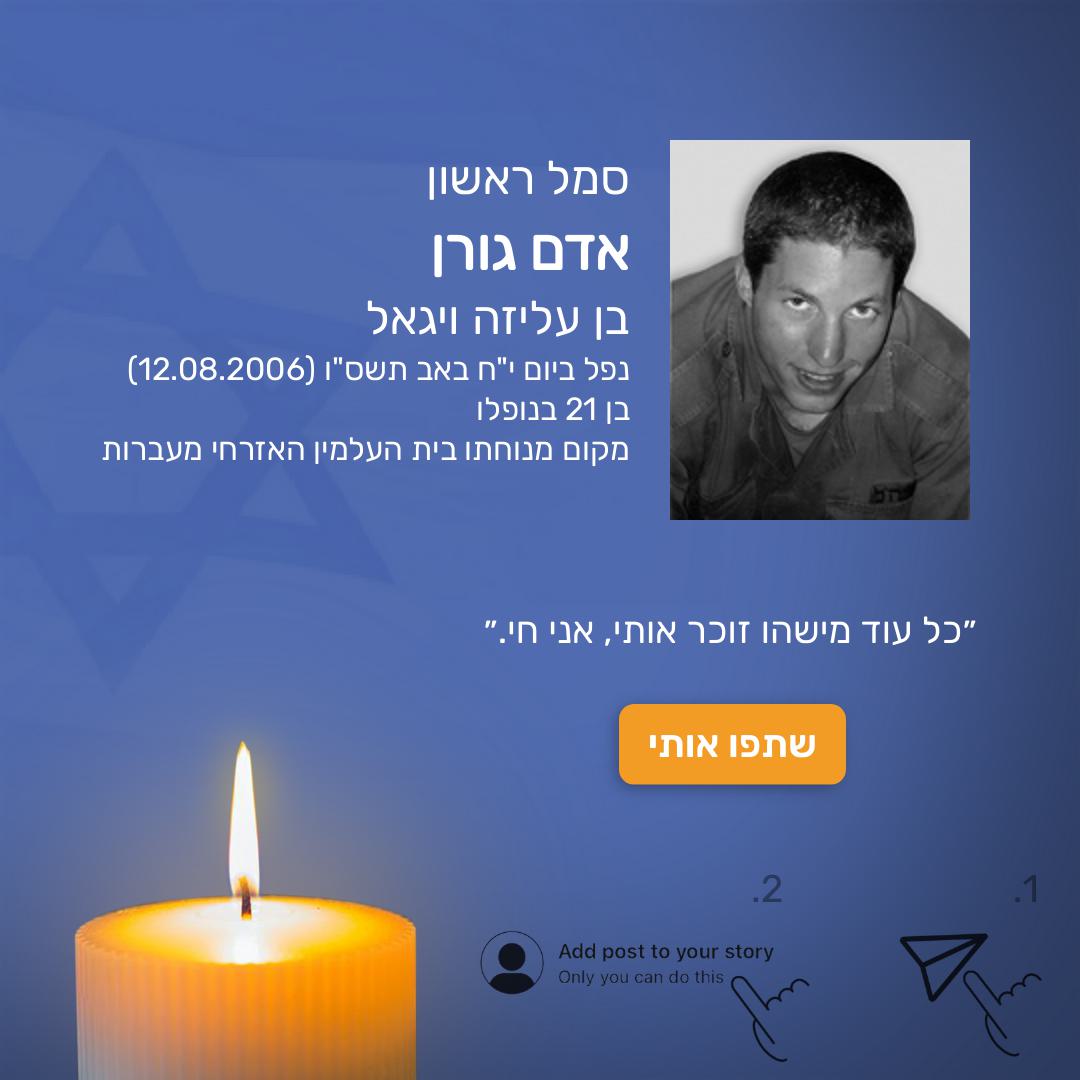 סמל ראשון
אדם גורן
בן עליזה ויגאל
נפל ביום י"ח באב תשס"ו (12.08.2006)
בן 21 בנופלו
מקום מנוחתו בית העלמין האזרחי מעברות
״כל עוד מישהו זוכר אותי, אני חי.״
שתפו אותי
1.
2.
Add post to your story
Only you can do this